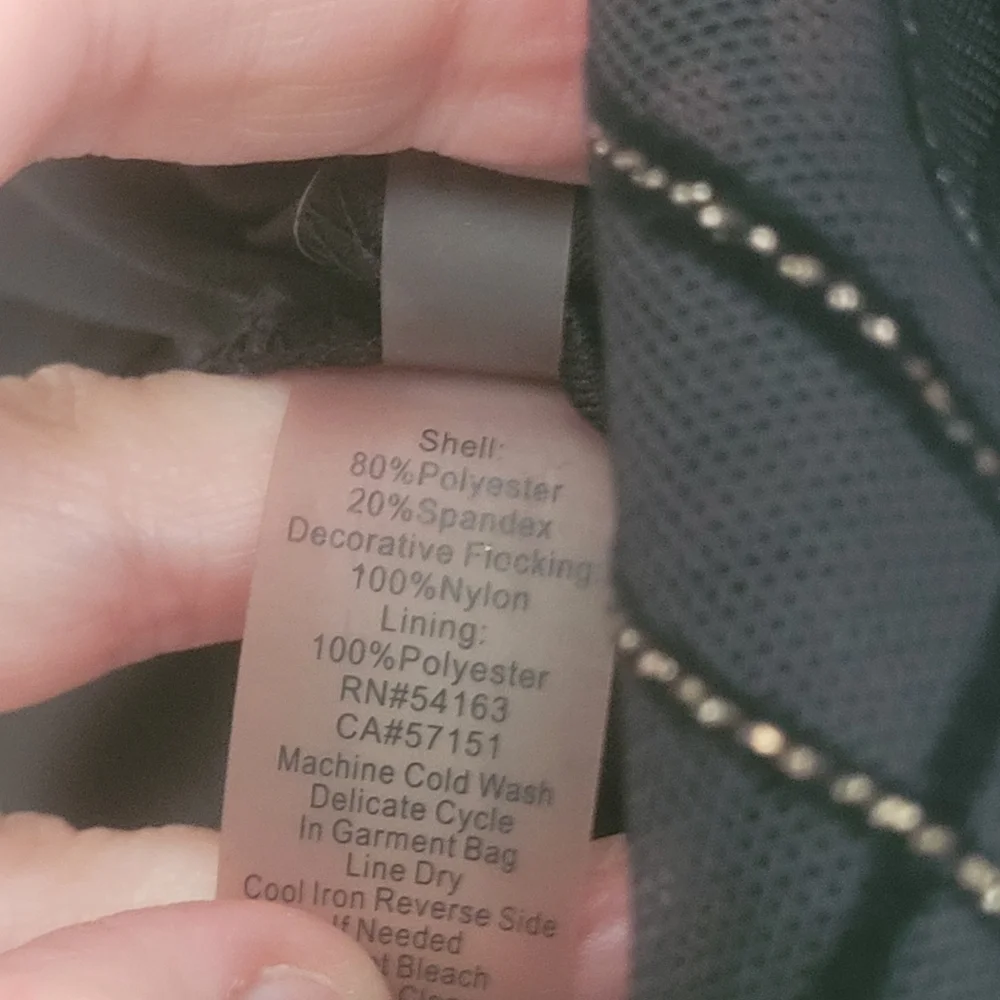 Shell:
80%Polyester
20%Spandex
Decorative Flocking:
100%Nylon
Lining:
100%Polyester
RN#54163
CA#57151
Machine Cold Wash
Delicate Cycle
In Garment Bag
Line Dry
Cool Iron Reverse Side
If Needed
Bleach